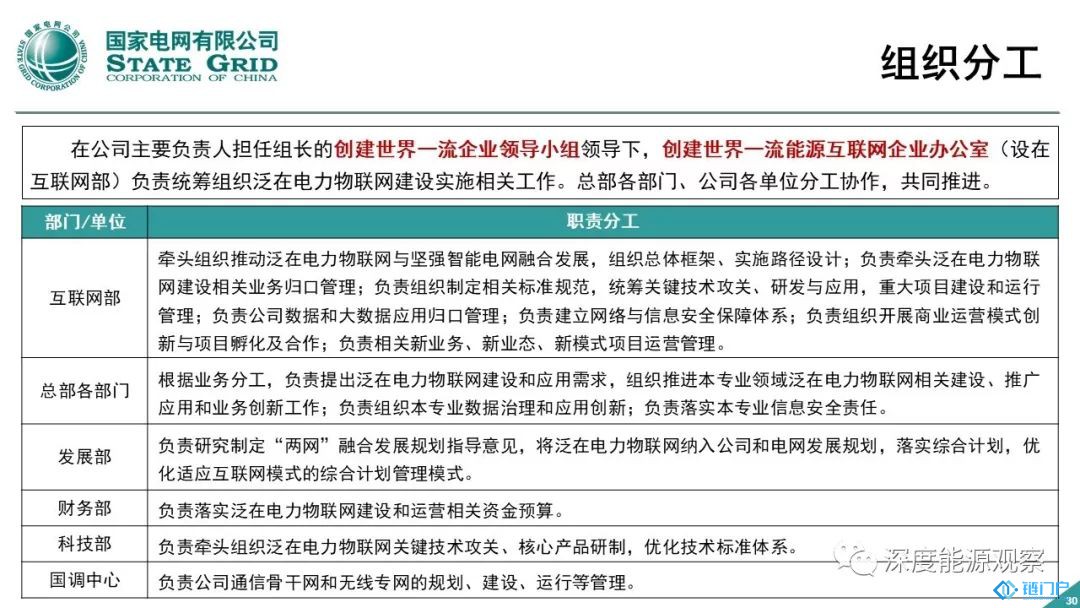 国家电网公司
STATE GRID CORPORATION OF CHINA
国家电网有限公司
STATE GRID
CORPORATION OF CHINA
组织分工
在公司主要负责人担任组长的创建世界一流企业领导小组领导下，创建世界一流能源互联网企业办公室（设在
互联网部）负责统筹组织泛在电力物联网建设实施相关工作。总部各部门、公司各单位分工协作，共同推进。
部门/单位 职责分工
互联网部
牵头组织推动泛在电力物联网与坚强智能电网融合发展，组织总体框架、实施路径设计；负责牵头泛在电力物联
网建设相关业务归口管理；负责组织制定相关标准规范，统筹关键技术攻关、研发与应用，重大项目建设和运行
管理；负责公司数据和大数据应用归口管理；负责建立网络与信息安全保障体系；负责组织开展商业运营模式创
新与项目孵化及合作；负责相关新业务、新业态、新模式项目运营管理。
总部各部门
根据业务分工，负责提出泛在电力物联网建设和应用需求，组织推进本专业领域泛在电力物联网相关建设、推广
应用和业务创新工作；负责组织本专业数据治理和应用创新；负责落实本专业信息安全责任。
发展部
负责研究制定“两网”融合发展规划指导意见，将泛在电力物联网纳入公司和电网发展规划，落实综合计划，优
化适应互联网模式的综合计划管理模式。
财务部 负责落实泛在电力物联网建设和运营相关资金预算。
科技部 负责牵头组织泛在电力物联网关键技术攻关、核心产品研制，优化技术标准体系。
国调中心 负责公司通信骨干网和无线专网的规划、建设、运行等管理。
深度能源观察
链门户
30